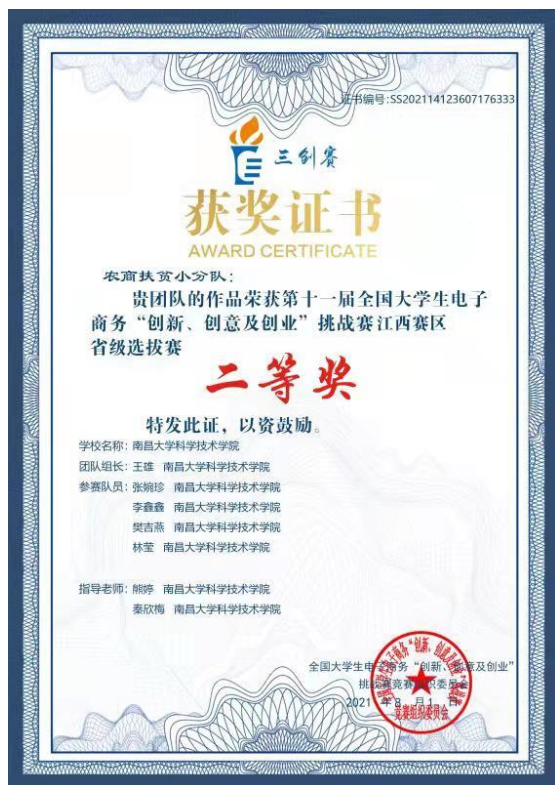 证书编号:SS202114123607176333
三创赛
获奖证书
AWARD CERTIFICATE
农商扶贫小分队：
贵团队的作品荣获第十一届全国大学生电子
商务“创新、创意及创业”挑战赛江西赛区
省级选拔赛
二等奖
特发此证，以资鼓励。
学校名称：南昌大学科学技术学院
团队组长：王雄 南昌大学科学技术学院
参赛队员：张婉珍 南昌大学科学技术学院
李鑫鑫 南昌大学科学技术学院
樊吉燕 南昌大学科学技术学院
林莹 南昌大学科学技术学院
指导老师：熊婷 南昌大学科学技术学院
秦欣梅 南昌大学科学技术学院
全国大学生电子商务“创新、创意及创业”
挑战赛竞赛组织委员会
2021 年 8 月 1 日
竞赛组织委员会